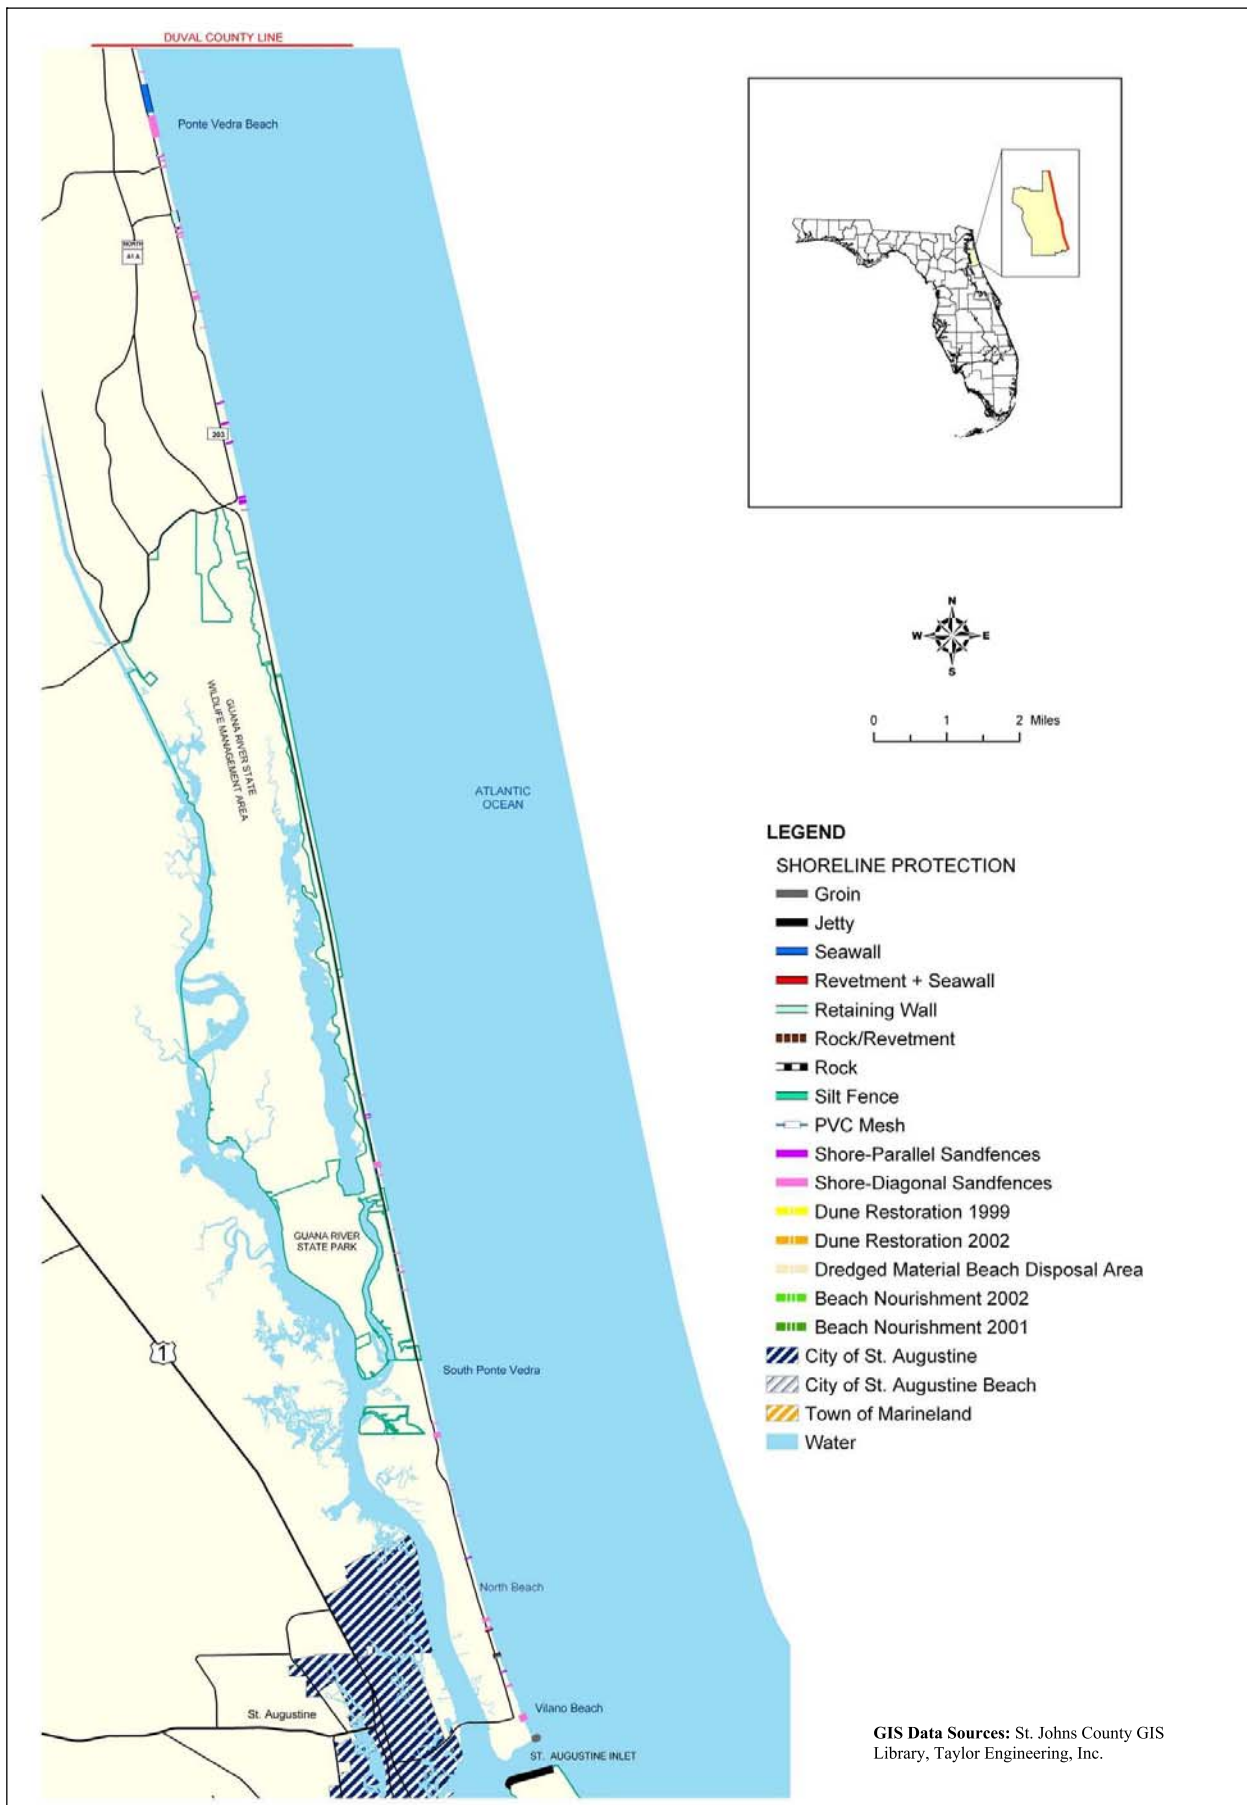 DUVAL COUNTY LINE
Ponte Vedra Beach
NORTH
A1A
203
GUANA RIVER STATE
WILDLIFE MANAGEMENT AREA
ATLANTIC
OCEAN
GUANA RIVER
STATE PARK
1
South Ponte Vedra
North Beach
Vilano Beach
St. Augustine
ST. AUGUSTINE INLET
N
W E
S
0 1 2 Miles
LEGEND
SHORELINE PROTECTION
Groin
Jetty
Seawall
Revetment + Seawall
Retaining Wall
Rock/Revetment
Rock
Silt Fence
PVC Mesh
Shore-Parallel Sandfences
Shore-Diagonal Sandfences
Dune Restoration 1999
Dune Restoration 2002
Dredged Material Beach Disposal Area
Beach Nourishment 2002
Beach Nourishment 2001
City of St. Augustine
City of St. Augustine Beach
Town of Marineland
Water
GIS Data Sources: St. Johns County GIS
Library, Taylor Engineering, Inc.